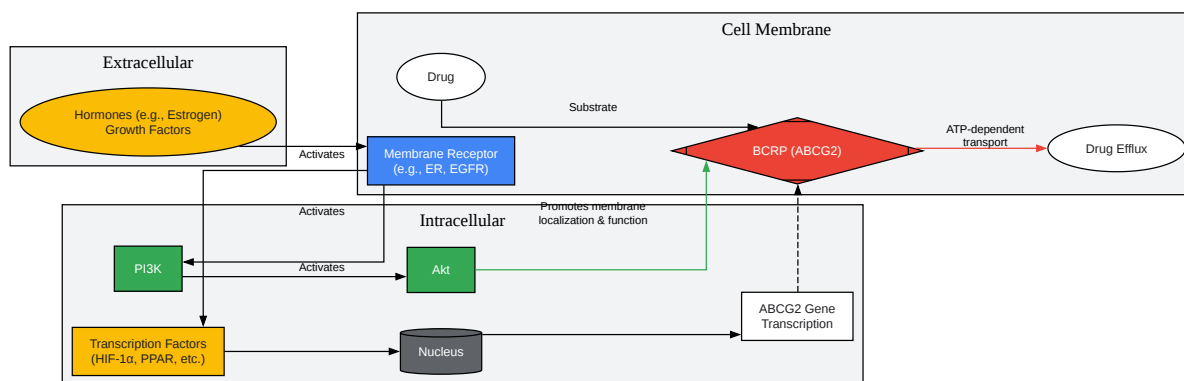 Cell Membrane
Extracellular
Drug
Hormones (e.g., Estrogen)
Growth Factors
Substrate
ATP-dependent
transport
Activates
Membrane Receptor
(e.g., ER, EGFR)
BCRP (ABCG2)
Drug Efflux
Activates
Promotes membrane
localization & function
Intracellular
PI3K
Activates
Akt
ABCG2 Gene
Transcription
Transcription Factors
(HIF-1α, PPAR, etc.)
Nucleus